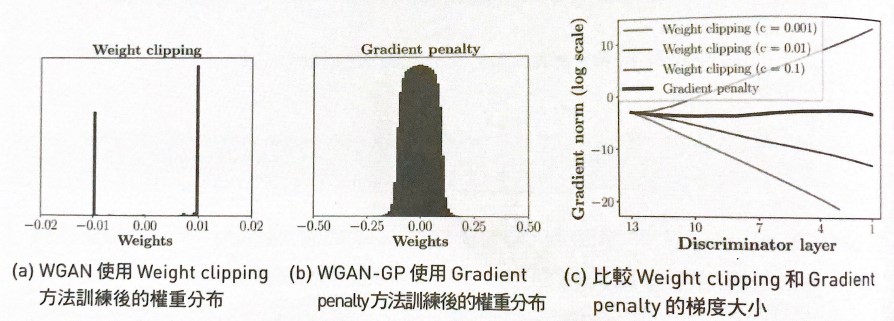 Weight clipping
−0.02 −0.01 0.00 0.01 0.02
Weights
(a) WGAN 使用 Weight clipping
方法訓練後的權重分布
Gradient penalty
−0.50 −0.25 0.00 0.25 0.50
Weights
(b) WGAN-GP 使用 Gradient
penalty方法訓練後的權重分布
Gradient norm (log scale)
10
0
−10
−20
Weight clipping (c = 0.001)
Weight clipping (c = 0.01)
Weight clipping (c = 0.1)
Gradient penalty
13 10 7 4 1
Discriminator layer
(c) 比較 Weight clipping 和 Gradient
penalty 的梯度大小